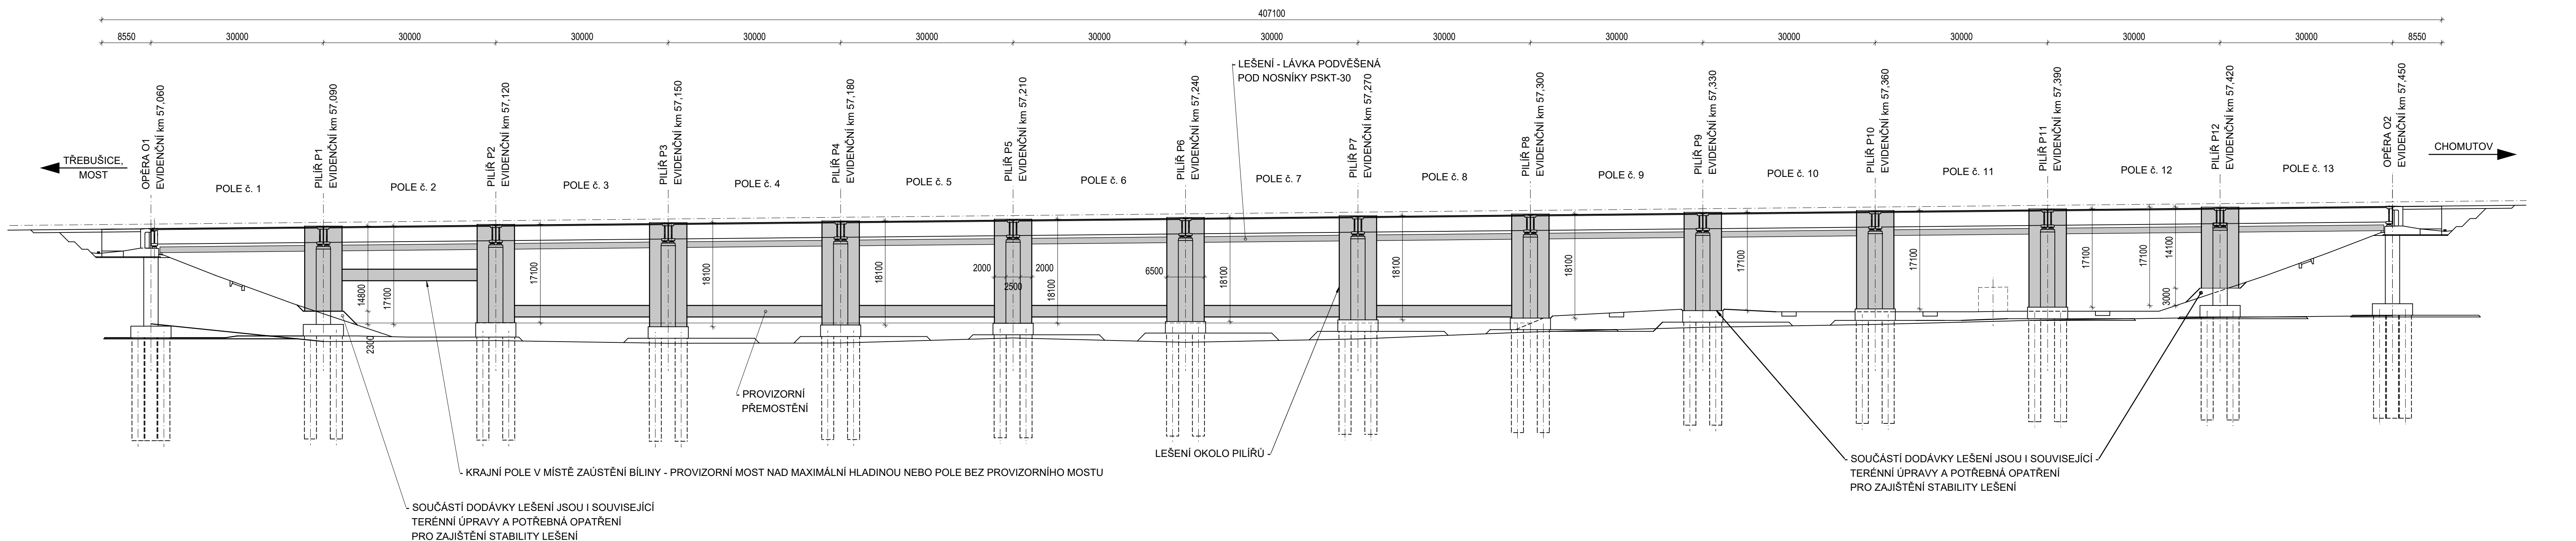 407100
8550 30000 30000 30000 30000 30000 30000 30000 30000 30000 30000 30000 30000 30000 8550
LEŠENÍ - LÁVKA PODVĚŠENÁ
POD NOSNÍKY PSKT-30
OPĚRA O1
EVIDENČNÍ km 57,060
PILÍŘ P1
EVIDENČNÍ km 57,090
PILÍŘ P2
EVIDENČNÍ km 57,120
PILÍŘ P3
EVIDENČNÍ km 57,150
PILÍŘ P4
EVIDENČNÍ km 57,180
PILÍŘ P5
EVIDENČNÍ km 57,210
PILÍŘ P6
EVIDENČNÍ km 57,240
PILÍŘ P7
EVIDENČNÍ km 57,270
PILÍŘ P8
EVIDENČNÍ km 57,300
PILÍŘ P9
EVIDENČNÍ km 57,330
PILÍŘ P10
EVIDENČNÍ km 57,360
PILÍŘ P11
EVIDENČNÍ km 57,390
PILÍŘ P12
EVIDENČNÍ km 57,420
OPĚRA O2
EVIDENČNÍ km 57,450
TŘEBUŠICE,
MOST
CHOMUTOV
POLE č. 1
POLE č. 2
POLE č. 3
POLE č. 4
POLE č. 5
POLE č. 6
POLE č. 7
POLE č. 8
POLE č. 9
POLE č. 10
POLE č. 11
POLE č. 12
POLE č. 13
14800
17100
2300
17100
18100
18100
2000
2000
2500
18100
6500
18100
18100
18100
17100
17100
17100
17100
14100
3000
PROVIZORNÍ
PŘEMOSTĚNÍ
LEŠENÍ OKOLO PILÍŘŮ
KRAJNÍ POLE V MÍSTĚ ZAÚSTĚNÍ BÍLINY - PROVIZORNÍ MOST NAD MAXIMÁLNÍ HLADINOU NEBO POLE BEZ PROVIZORNÍHO MOSTU
SOUČÁSTÍ DODÁVKY LEŠENÍ JSOU I SOUVISEJÍCÍ
TERÉNNÍ ÚPRAVY A POTŘEBNÁ OPATŘENÍ
PRO ZAJIŠTĚNÍ STABILITY LEŠENÍ
SOUČÁSTÍ DODÁVKY LEŠENÍ JSOU I SOUVISEJÍCÍ
TERÉNNÍ ÚPRAVY A POTŘEBNÁ OPATŘENÍ
PRO ZAJIŠTĚNÍ STABILITY LEŠENÍ